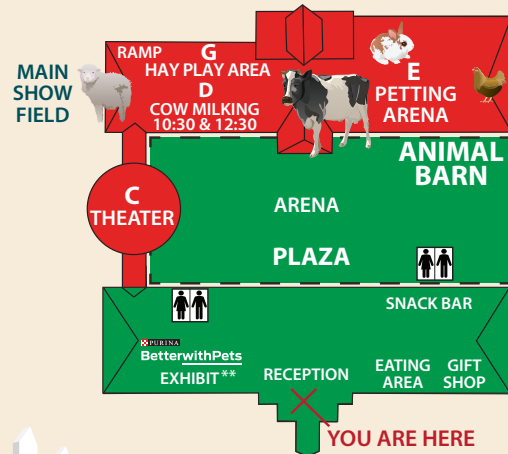 RAMP
G
HAY PLAY AREA
D
COW MILKING
10:30 & 12:30
E
PETTING
ARENA
MAIN
SHOW
FIELD
ANIMAL
BARN
C
THEATER
ARENA
PLAZA
SNACK BAR
PURINA
BetterwithPets
EXHIBIT**
RECEPTION
EATING
AREA
GIFT
SHOP
YOU ARE HERE